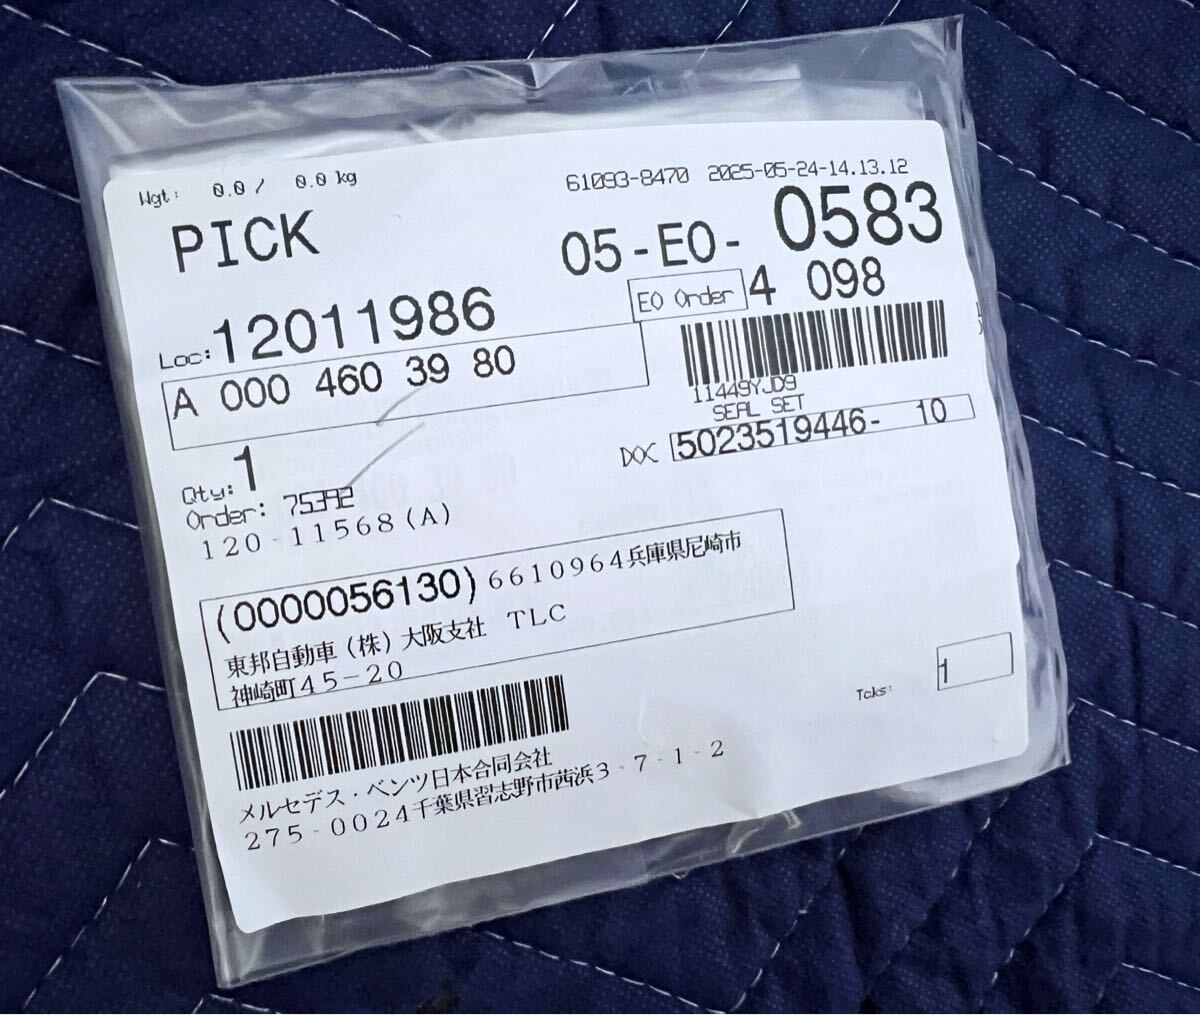 Wgt: 0.0 / 0.0 kg
61093-8470 2025-05-24-14.13.12
PICK
05-EO- 0583
Loc: 12011986
EO Order 4 098
A 000 460 39 80
11449YJD9
SEAL SET
DOC 5023519446- 10
Qty: 1
Order: 75392
120-11568(A)
(0000056130) 6610964兵庫県尼崎市
東邦自動車(株)大阪支社 TLC
神崎町45-20
Tcks: 1
メルセデス・ベンツ日本合同会社
275-0024千葉県習志野市茜浜3-7-1-2